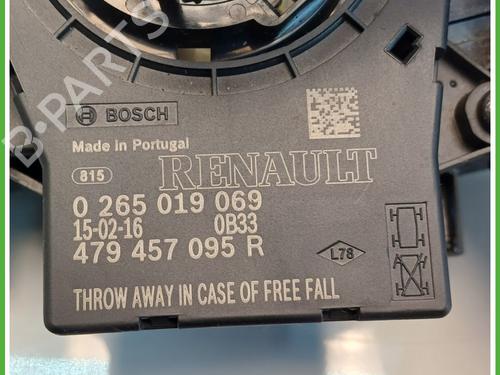 B-PARTS
BOSCH
Made in Portugal
815
RENAULT
0 265 019 069
15-02-16 0B33
479 457 095 R
L78
THROW AWAY IN CASE OF FREE FALL